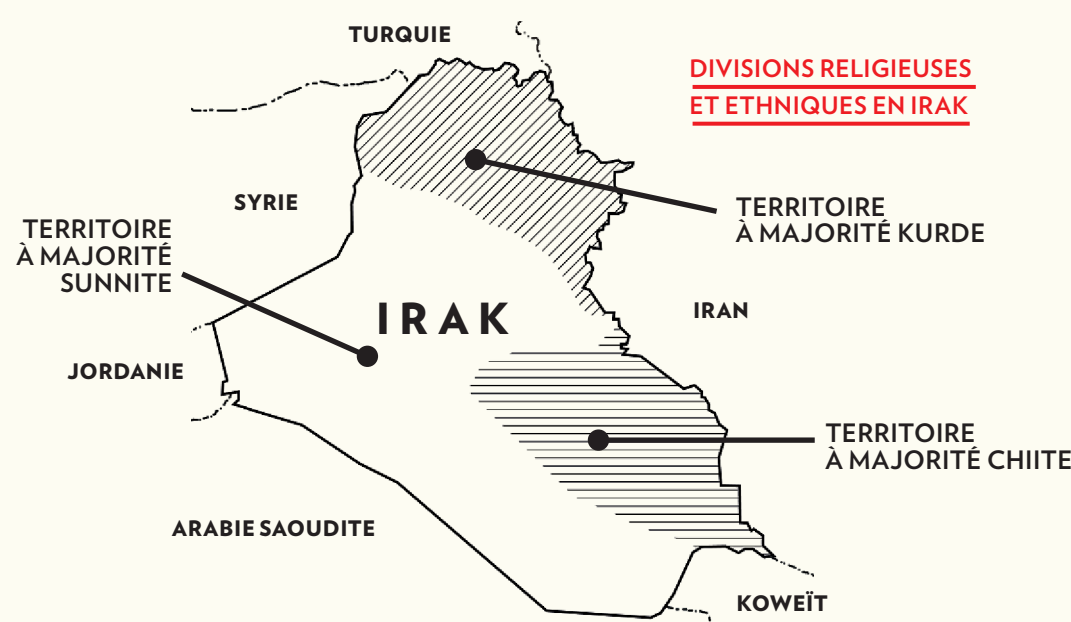 TURQUIE
DIVISIONS RELIGIEUSES
ET ETHNIQUES EN IRAK
SYRIE
TERRITOIRE
À MAJORITÉ KURDE
TERRITOIRE
À MAJORITÉ
SUNNITE
IRAK
IRAN
JORDANIE
TERRITOIRE
À MAJORITÉ CHIITE
ARABIE SAOUDITE
KOWEÏT